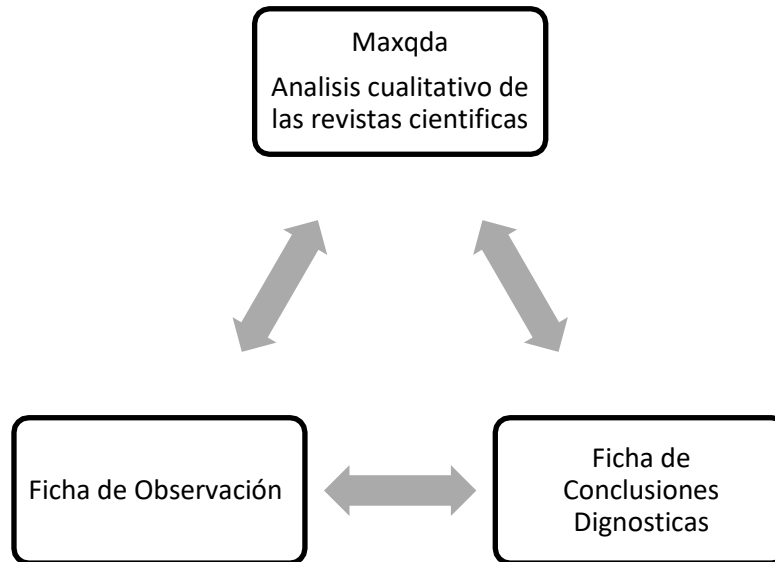 Maxqda
Analisis cualitativo de
las revistas cientificas
Ficha de Observación
Ficha de
Conclusiones
Dignosticas